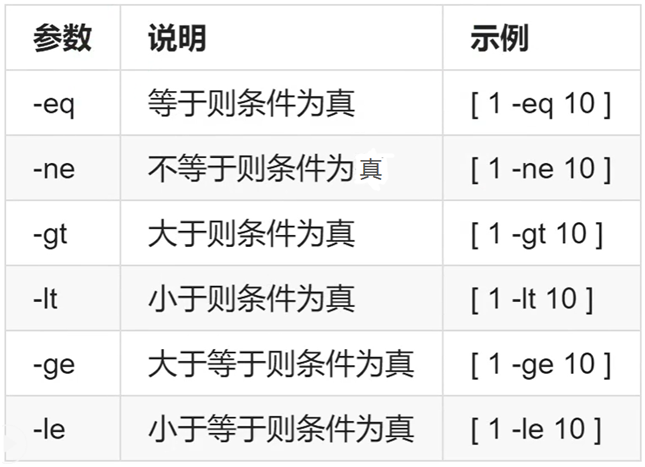 参数 说明 示例
-eq 等于则条件为真 [ 1 -eq 10 ]
-ne 不等于则条件为真 [ 1 -ne 10 ]
-gt 大于则条件为真 [ 1 -gt 10 ]
-lt 小于则条件为真 [ 1 -lt 10 ]
-ge 大于等于则条件为真 [ 1 -ge 10 ]
-le 小于等于则条件为真 [ 1 -le 10 ]